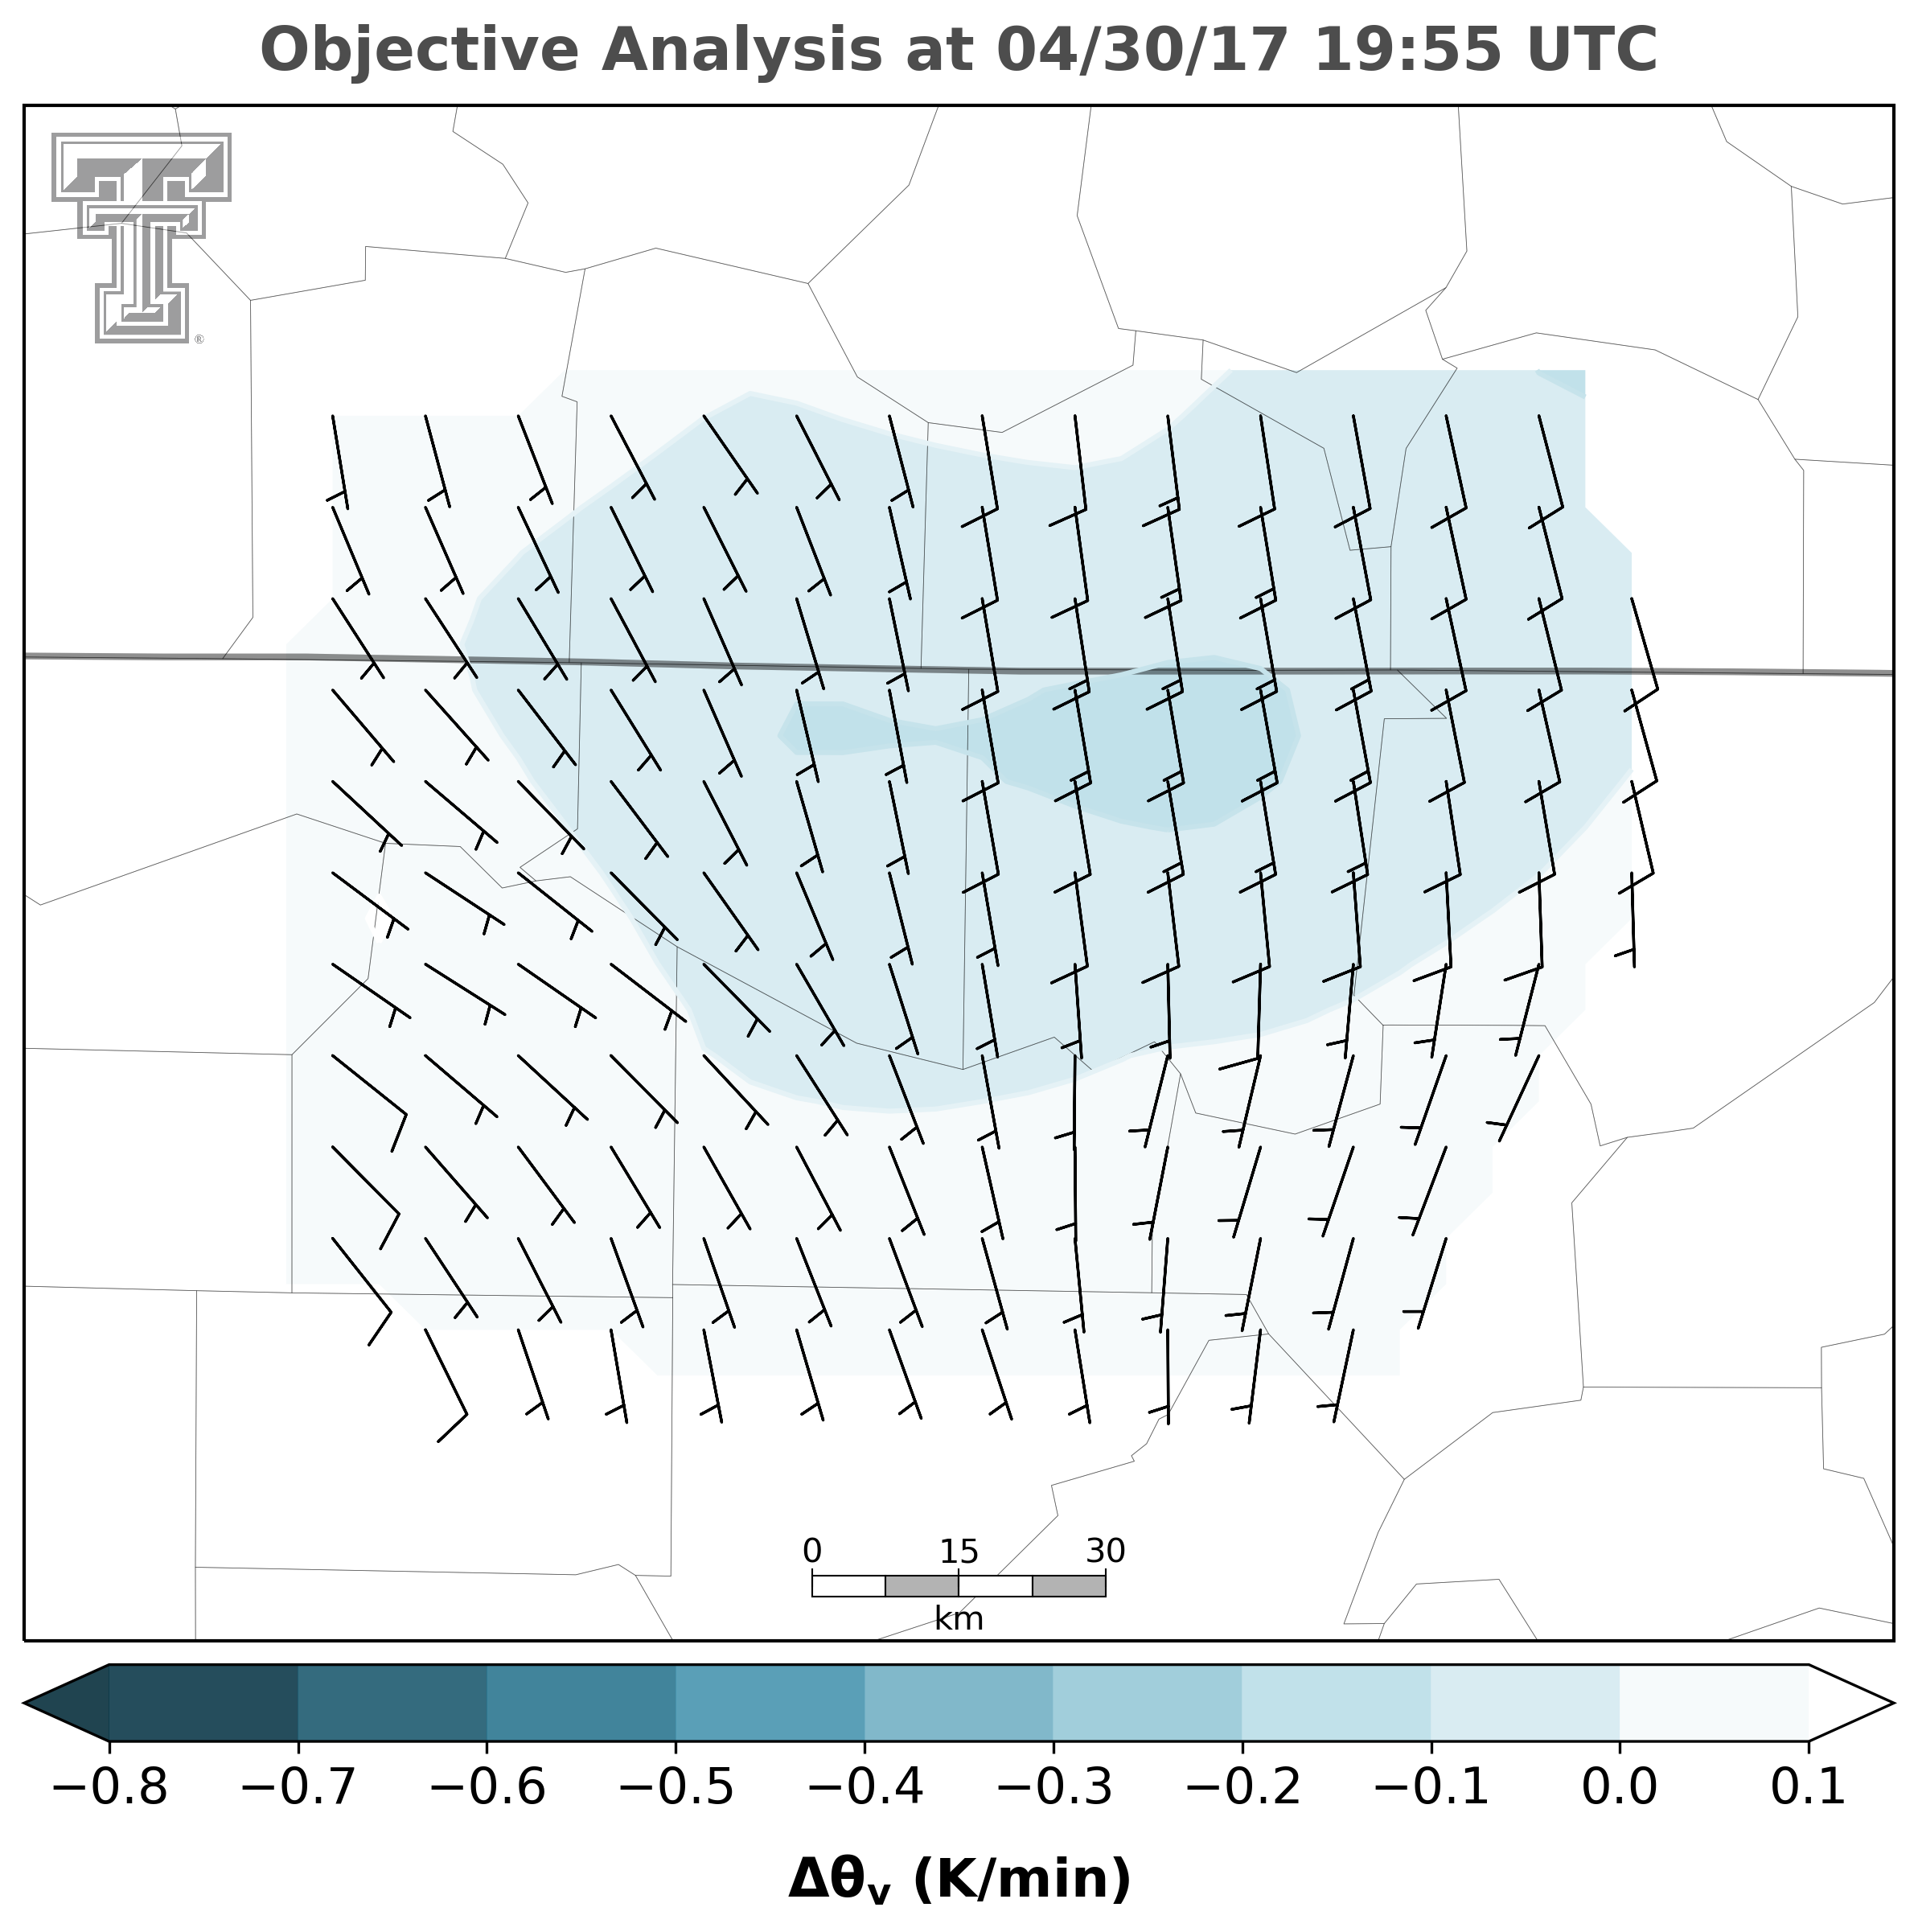 Objective Analysis at 04/30/17 19:55 UTC
®
0 15 30
km
−0.8 −0.7 −0.6 −0.5 −0.4 −0.3 −0.2 −0.1 0.0 0.1
Δθv (K/min)